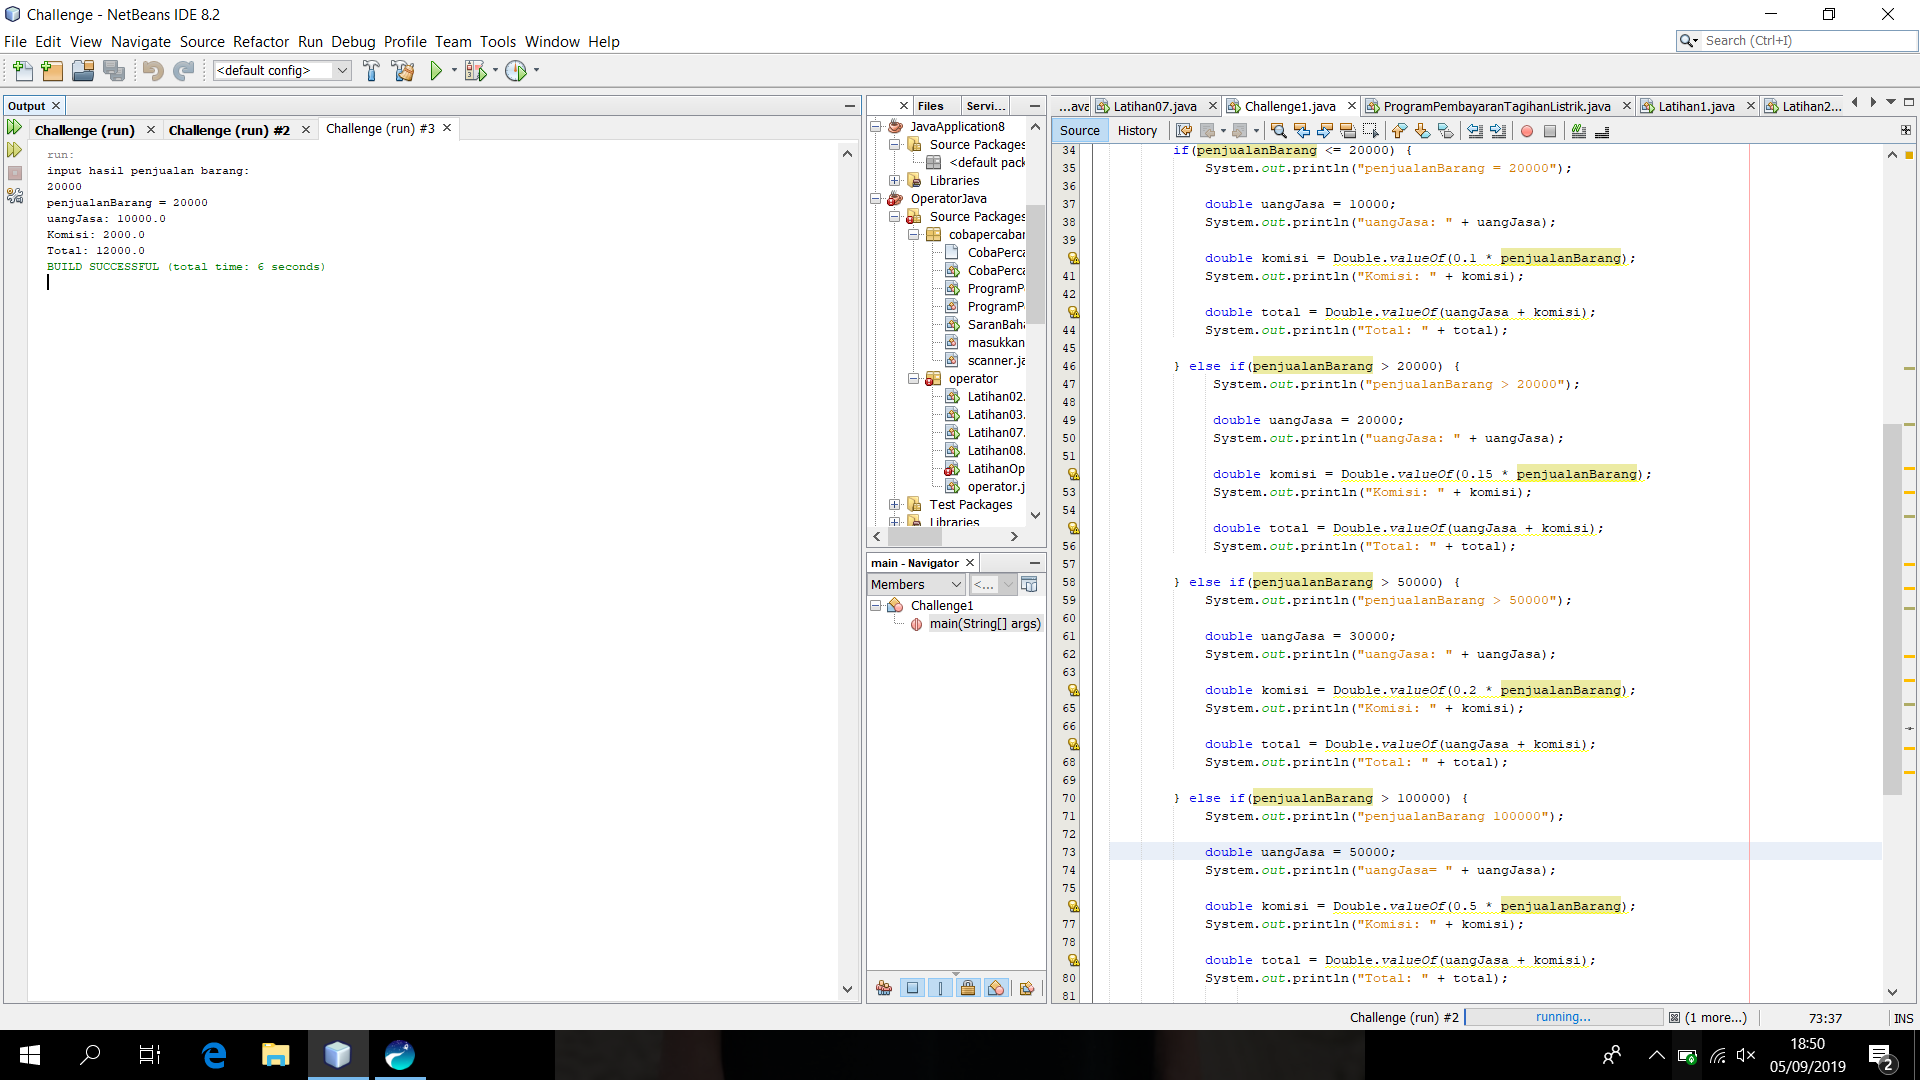 Challenge - NetBeans IDE 8.2
File Edit View Navigate Source Refactor Run Debug Profile Team Tools Window Help
Search (Ctrl+I)
<default config>
Output
Challenge (run)
Challenge (run) #2
Challenge (run) #3
run:
input hasil penjualan barang:
20000
penjualanBarang = 20000
uangJasa: 10000.0
Komisi: 2000.0
Total: 12000.0
BUILD SUCCESSFUL (total time: 6 seconds)
Files
Servi...
JavaApplication8
Source Packages
<default pack
Libraries
OperatorJava
Source Packages
cobapercabar
CobaPerca
CobaPerca
ProgramP
ProgramP
SaranBaha
masukkan
scanner.ja
operator
Latihan02.
Latihan03.
Latihan07.
Latihan08.
LatihanOp
operator.j
Test Packages
Libraries
main - Navigator
Members
<...
Challenge1
main(String[] args)
...ava
Latihan07.java
Challenge1.java
ProgramPembayaranTagihanListrik.java
Latihan1.java
Latihan2...
Source
History
34 if(penjualanBarang <= 20000) {
35 System.out.println("penjualanBarang = 20000");
36
37 double uangJasa = 10000;
38 System.out.println("uangJasa: " + uangJasa);
39
double komisi = Double.valueOf(0.1 * penjualanBarang);
41 System.out.println("Komisi: " + komisi);
42
double total = Double.valueOf(uangJasa + komisi);
44 System.out.println("Total: " + total);
45
46 } else if(penjualanBarang > 20000) {
47 System.out.println("penjualanBarang > 20000");
48
49 double uangJasa = 20000;
50 System.out.println("uangJasa: " + uangJasa);
51
double komisi = Double.valueOf(0.15 * penjualanBarang);
53 System.out.println("Komisi: " + komisi);
54
double total = Double.valueOf(uangJasa + komisi);
56 System.out.println("Total: " + total);
57
58 } else if(penjualanBarang > 50000) {
59 System.out.println("penjualanBarang > 50000");
60
61 double uangJasa = 30000;
62 System.out.println("uangJasa: " + uangJasa);
63
double komisi = Double.valueOf(0.2 * penjualanBarang);
65 System.out.println("Komisi: " + komisi);
66
double total = Double.valueOf(uangJasa + komisi);
68 System.out.println("Total: " + total);
69
70 } else if(penjualanBarang > 100000) {
71 System.out.println("penjualanBarang 100000");
72
73 double uangJasa = 50000;
74 System.out.println("uangJasa= " + uangJasa);
75
double komisi = Double.valueOf(0.5 * penjualanBarang);
77 System.out.println("Komisi: " + komisi);
78
double total = Double.valueOf(uangJasa + komisi);
80 System.out.println("Total: " + total);
81
Challenge (run) #2
running...
(1 more...)
73:37
INS
18:50
05/09/2019
2